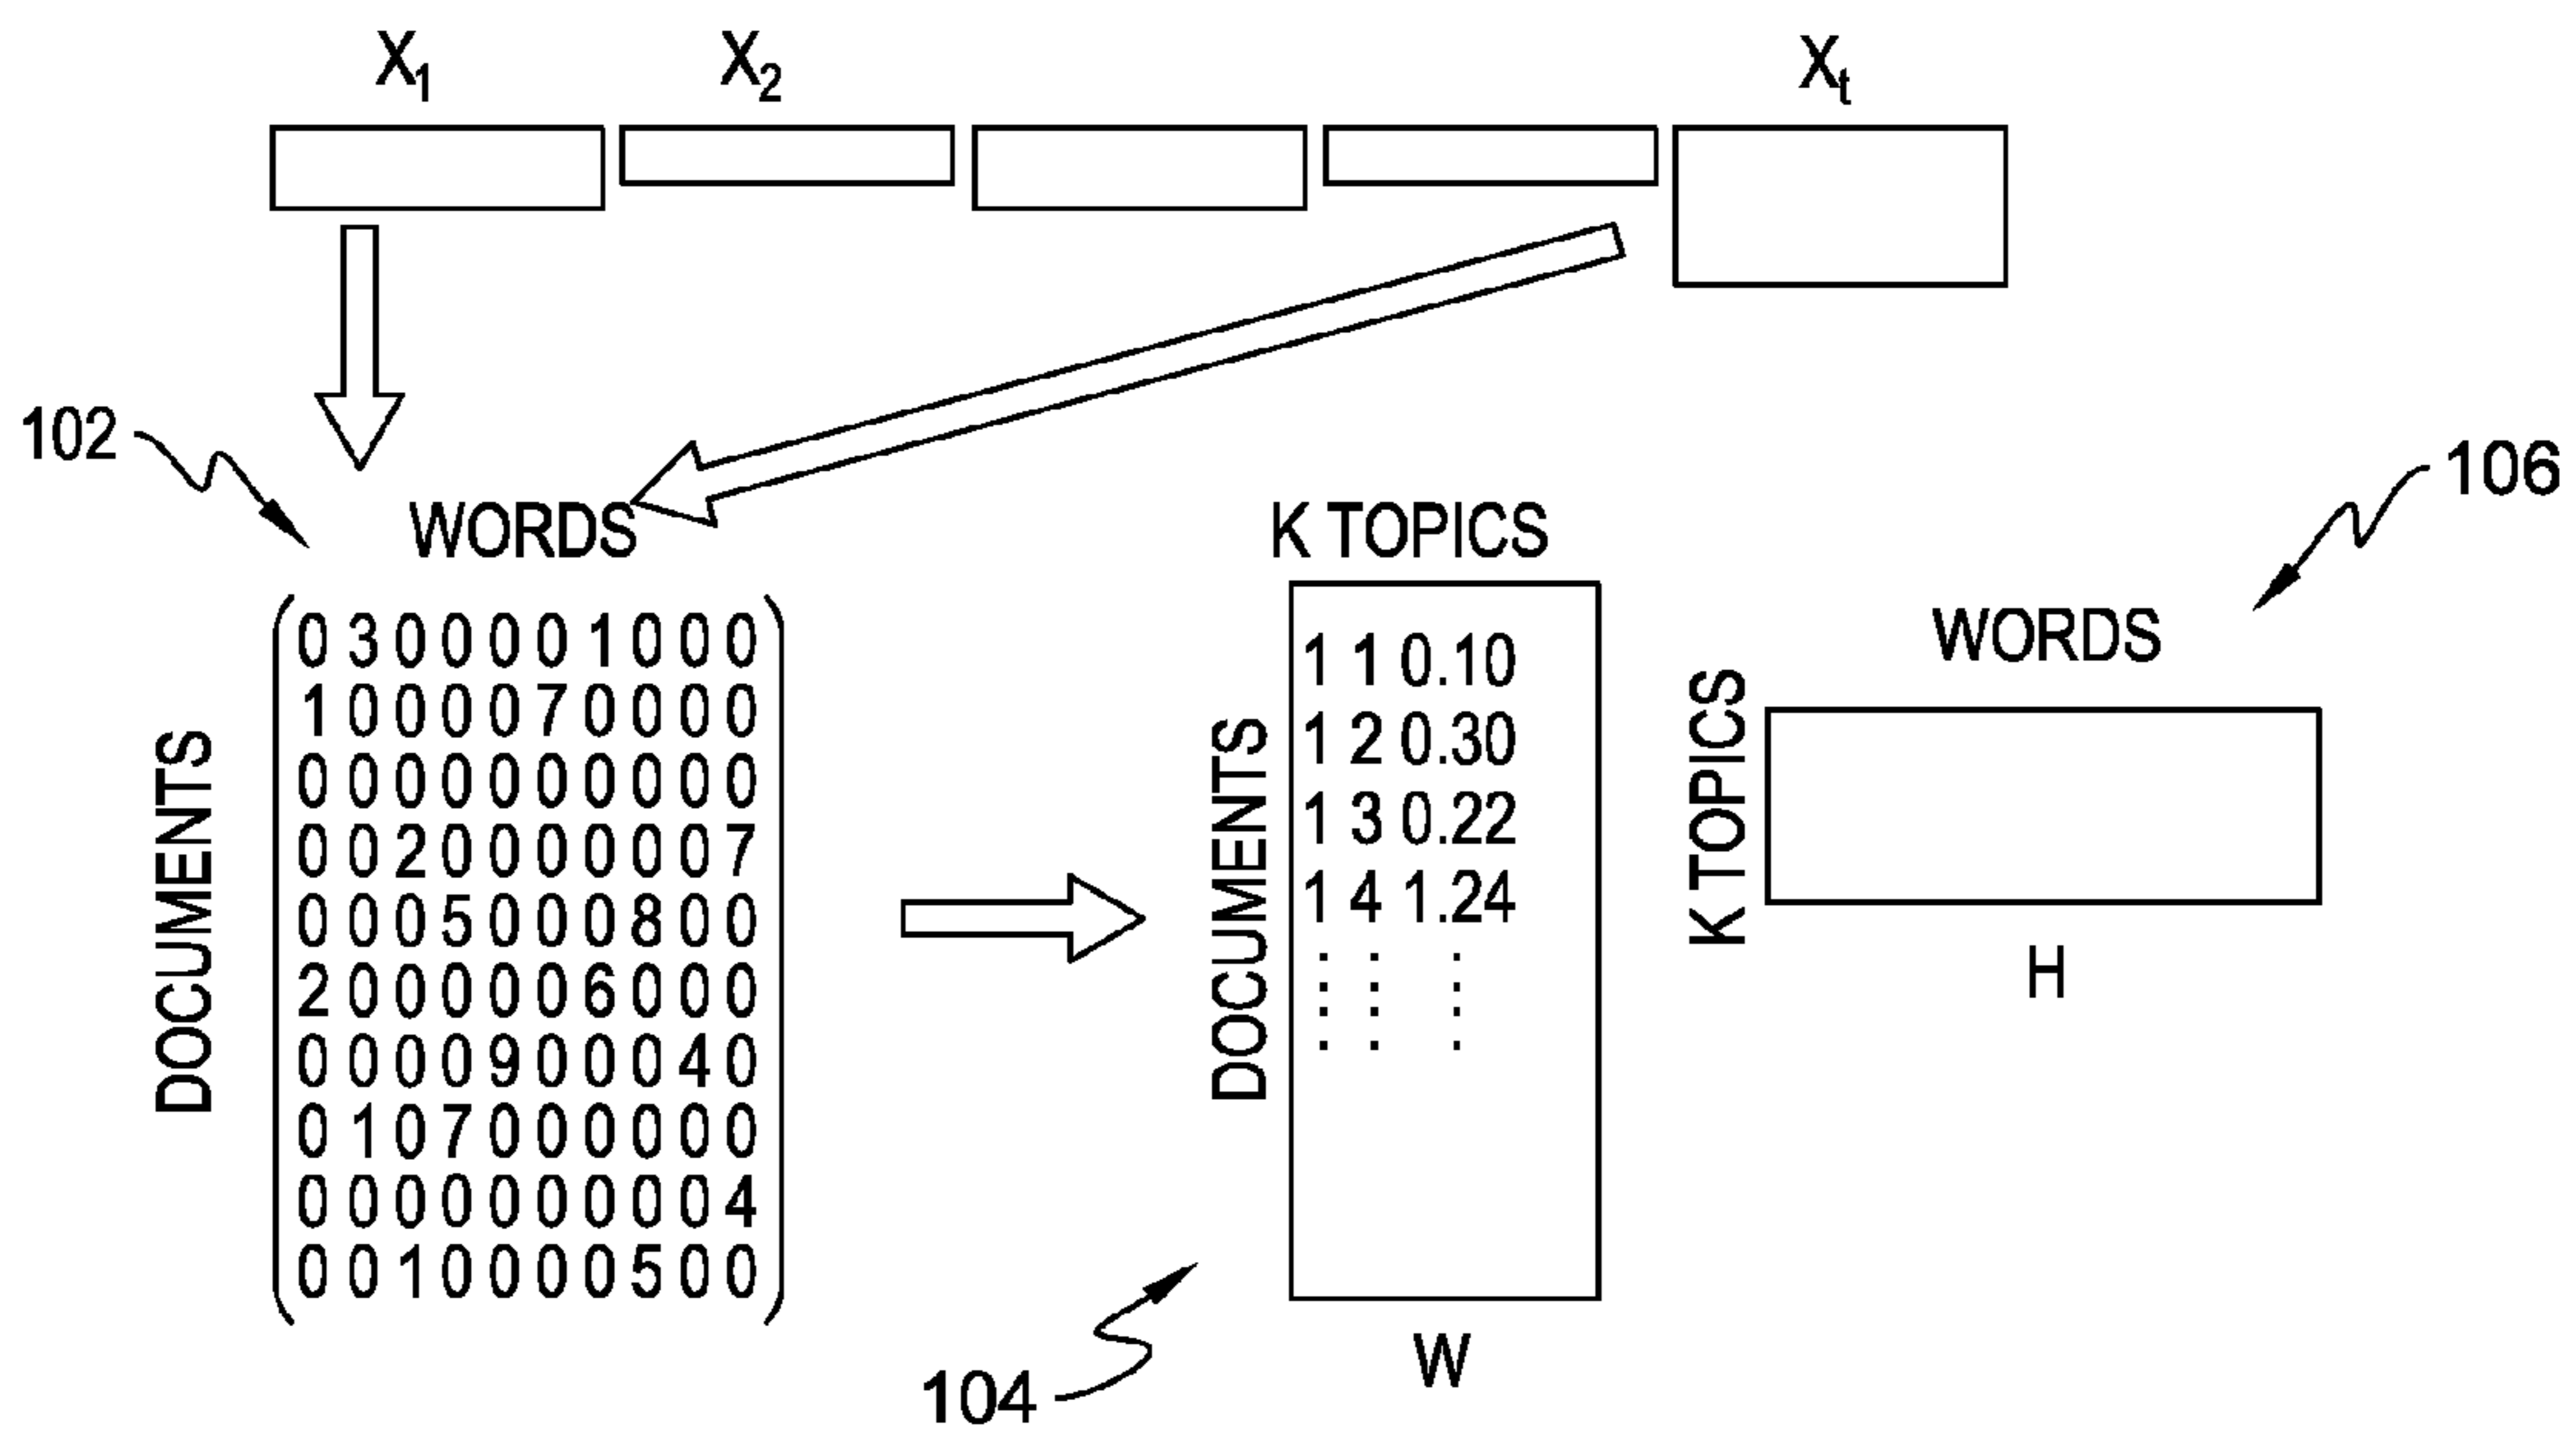 X1 X2 Xt
102
106
WORDS
K TOPICS
WORDS
DOCUMENTS
0 3 0 0 0 0 1 0 0 0
1 0 0 0 0 7 0 0 0 0
0 0 0 0 0 0 0 0 0 0
0 0 2 0 0 0 0 0 0 7
0 0 0 5 0 0 0 8 0 0
2 0 0 0 0 0 6 0 0 0
0 0 0 0 9 0 0 0 4 0
0 1 0 7 0 0 0 0 0 0
0 0 0 0 0 0 0 0 0 4
0 0 1 0 0 0 0 5 0 0
DOCUMENTS
1 1 0.10
1 2 0.30
1 3 0.22
1 4 1.24
W
104
K TOPICS
H